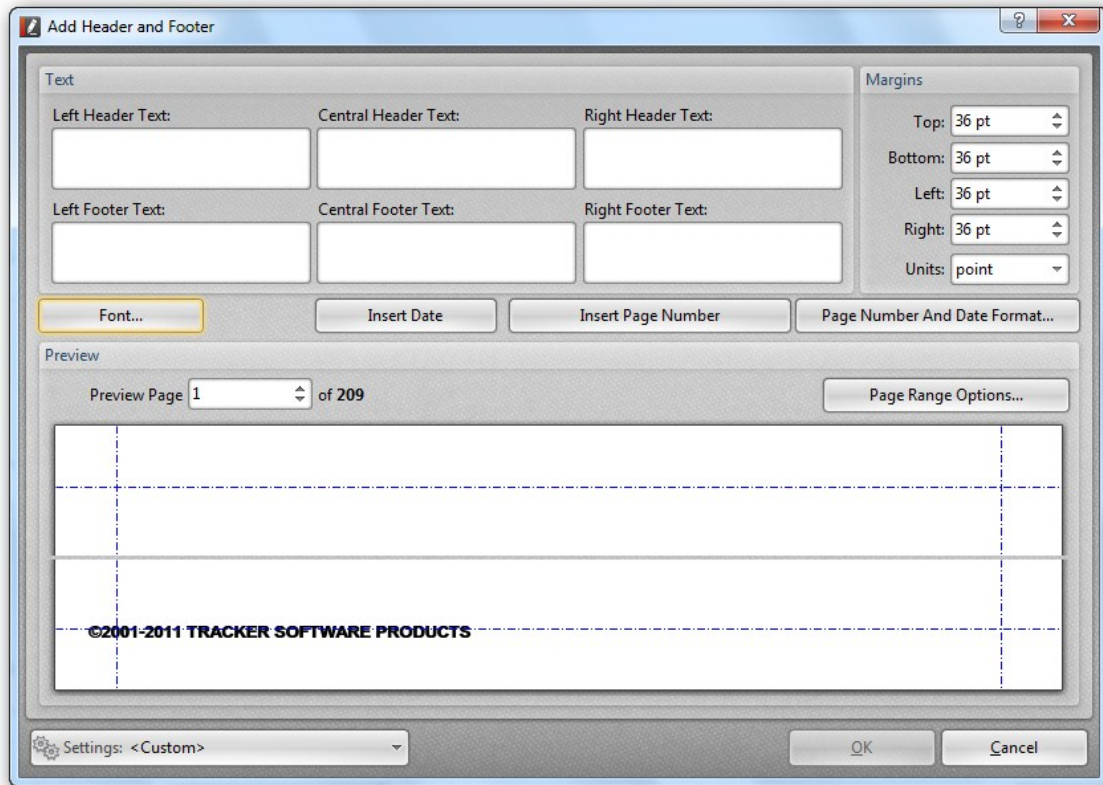 Add Header and Footer
Text
Left Header Text: Central Header Text: Right Header Text:
Left Footer Text: Central Footer Text: Right Footer Text:
Margins
Top: 36 pt
Bottom: 36 pt
Left: 36 pt
Right: 36 pt
Units: point
Font... Insert Date Insert Page Number Page Number And Date Format...
Preview
Preview Page 1 of 209 Page Range Options...
©2001-2011 TRACKER SOFTWARE PRODUCTS
Settings: <Custom> OK Cancel